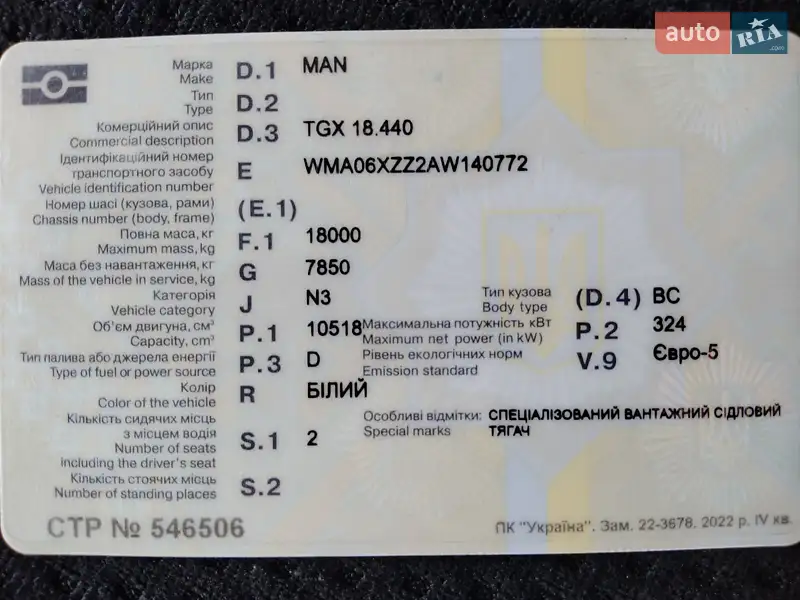 auto RIA .com
Марка
Make D.1 MAN
Тип
Type D.2
Комерційний опис
Commercial description D.3 TGX 18.440
Ідентифікаційний номер
транспортного засобу
Vehicle identification number E WMA06XZZ2AW140772
Номер шасі (кузова, рами)
Chassis number (body, frame) (E.1)
Повна маса, кг
Maximum mass, kg F.1 18000
Маса без навантаження, кг
Mass of the vehicle in service, kg G 7850
Категорія
Vehicle category J N3
Тип кузова
Body type (D.4) BC
Об'єм двигуна, см³
Capacity, cm³ P.1 10518
Максимальна потужність кВт
Maximum net power (in kW) P.2 324
Тип палива або джерела енергії
Type of fuel or power source P.3 D
Рівень екологічних норм
Emission standard V.9 Євро-5
Колір
Color of the vehicle R БІЛИЙ
Кількість сидячих місць
з місцем водія
Number of seats
including the driver's seat S.1 2
Особливі відмітки: СПЕЦІАЛІЗОВАНИЙ ВАНТАЖНИЙ СІДЛОВИЙ
Special marks ТЯГАЧ
Кількість стоячих місць
Number of standing places S.2
СТР № 546506
ПК "Україна". Зам. 22-3678. 2022 р. IV кв.